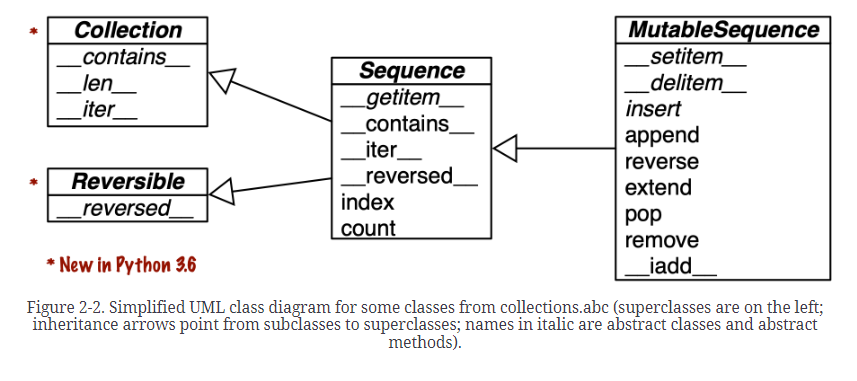 * Collection
__contains__
__len__
__iter__
* Reversible
__reversed__
* New in Python 3.6
Sequence
__getitem__
__contains__
__iter__
__reversed__
index
count
MutableSequence
__setitem__
__delitem__
insert
append
reverse
extend
pop
remove
__iadd__
Figure 2-2. Simplified UML class diagram for some classes from collections.abc (superclasses are on the left;
inheritance arrows point from subclasses to superclasses; names in italic are abstract classes and abstract
methods).